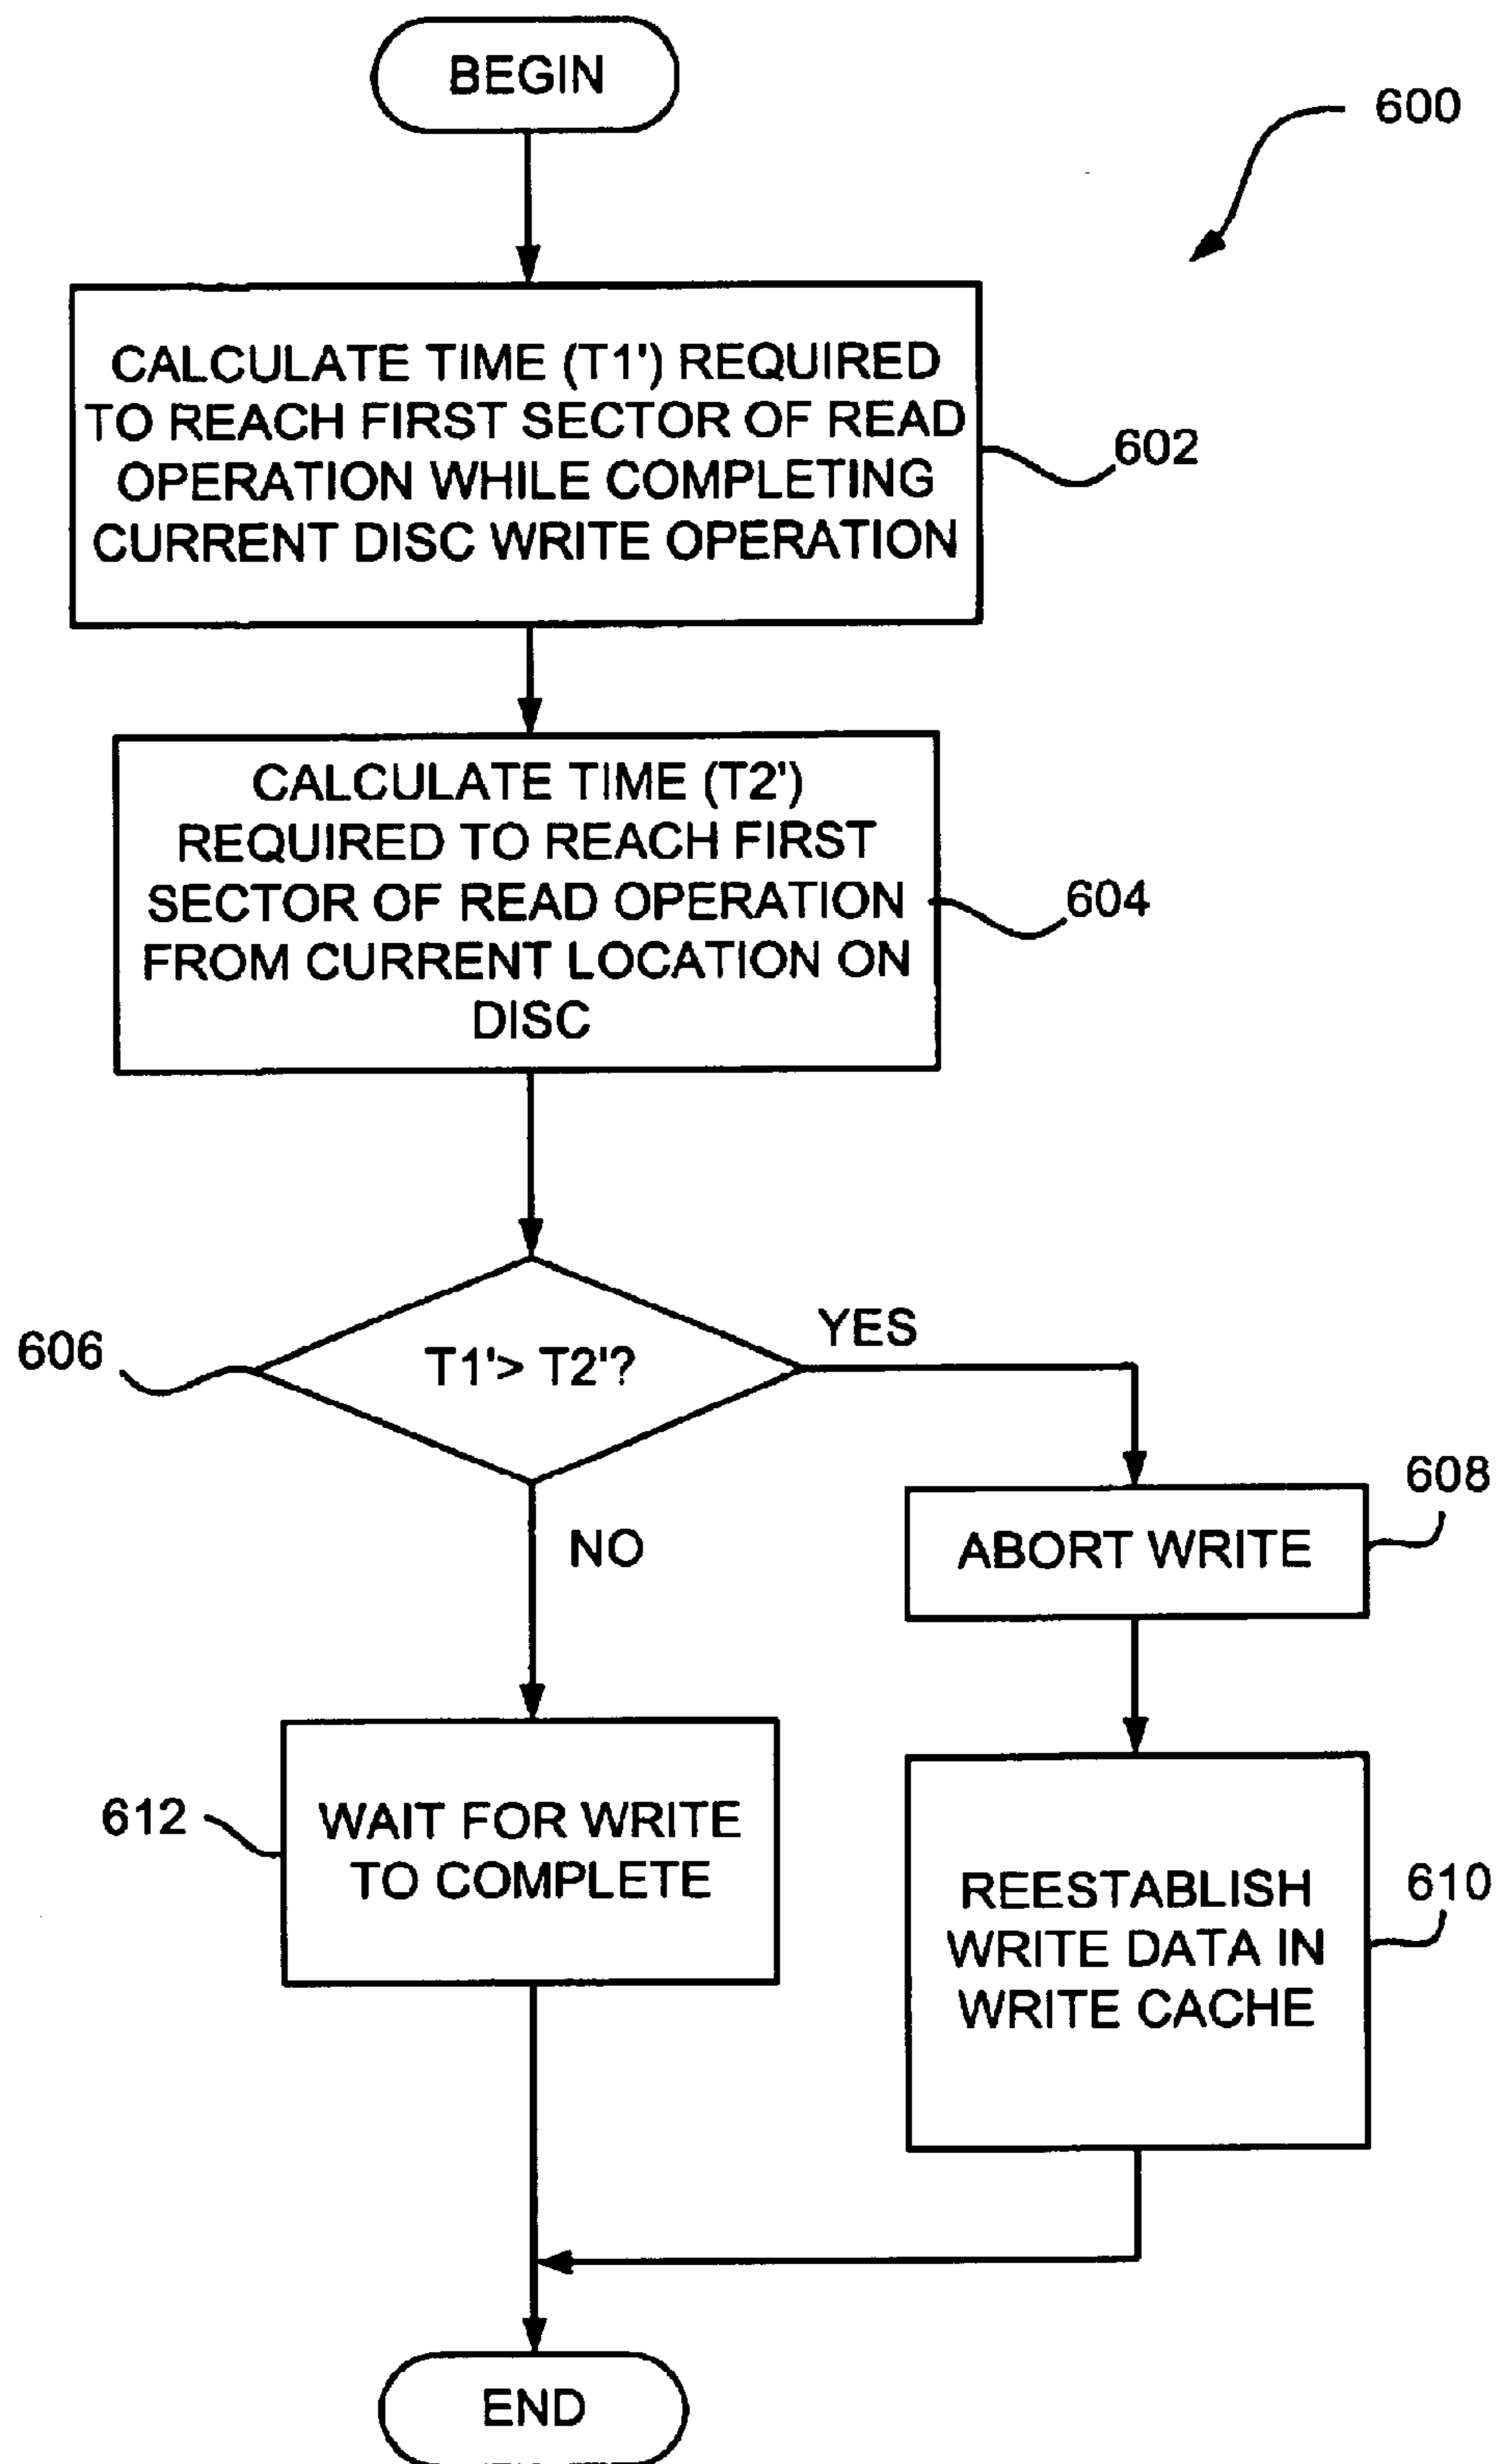 BEGIN
600
CALCULATE TIME (T1') REQUIRED
TO REACH FIRST SECTOR OF READ
OPERATION WHILE COMPLETING
CURRENT DISC WRITE OPERATION
602
CALCULATE TIME (T2')
REQUIRED TO REACH FIRST
SECTOR OF READ OPERATION
FROM CURRENT LOCATION ON
DISC
604
606
T1'> T2'?
YES
NO
608
ABORT WRITE
612
WAIT FOR WRITE
TO COMPLETE
610
REESTABLISH
WRITE DATA IN
WRITE CACHE
END